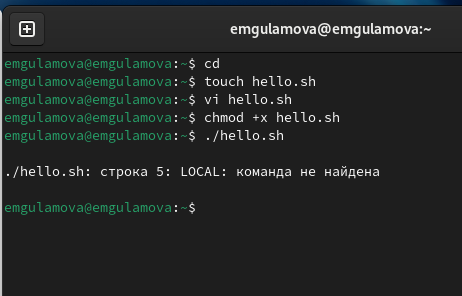 emgulamova@emgulamova:~
emgulamova@emgulamova:~$ cd
emgulamova@emgulamova:~$ touch hello.sh
emgulamova@emgulamova:~$ vi hello.sh
emgulamova@emgulamova:~$ chmod +x hello.sh
emgulamova@emgulamova:~$ ./hello.sh
./hello.sh: строка 5: LOCAL: команда не найдена
emgulamova@emgulamova:~$